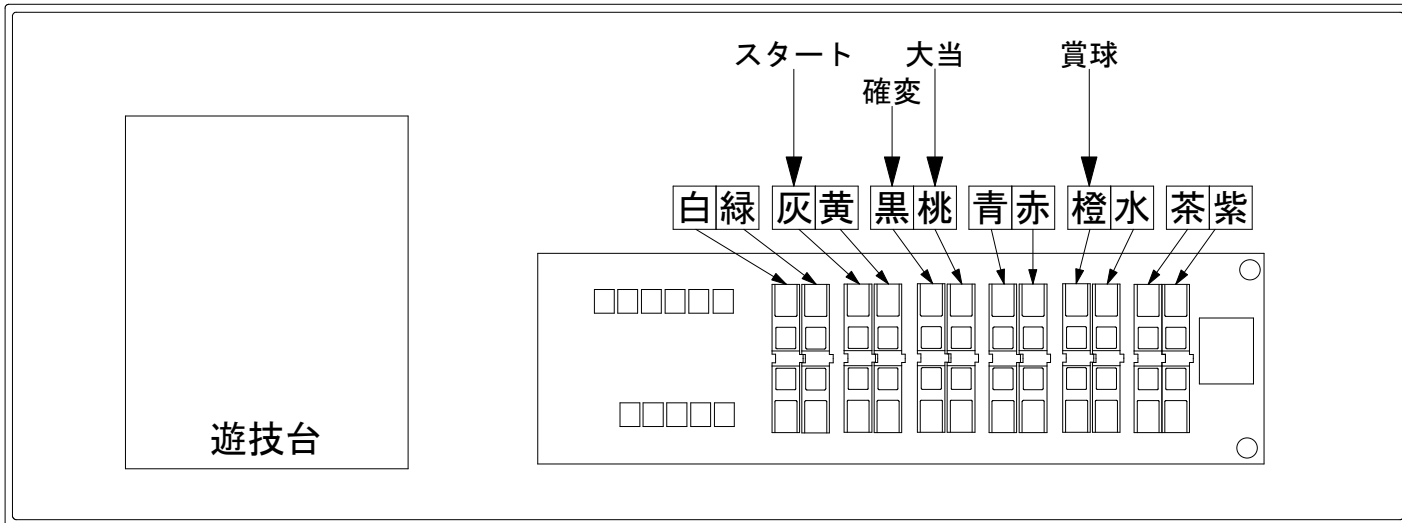 スタート 大当 賞球
確変
白緑 灰黄 黒桃 青赤 橙水 茶紫
遊技台